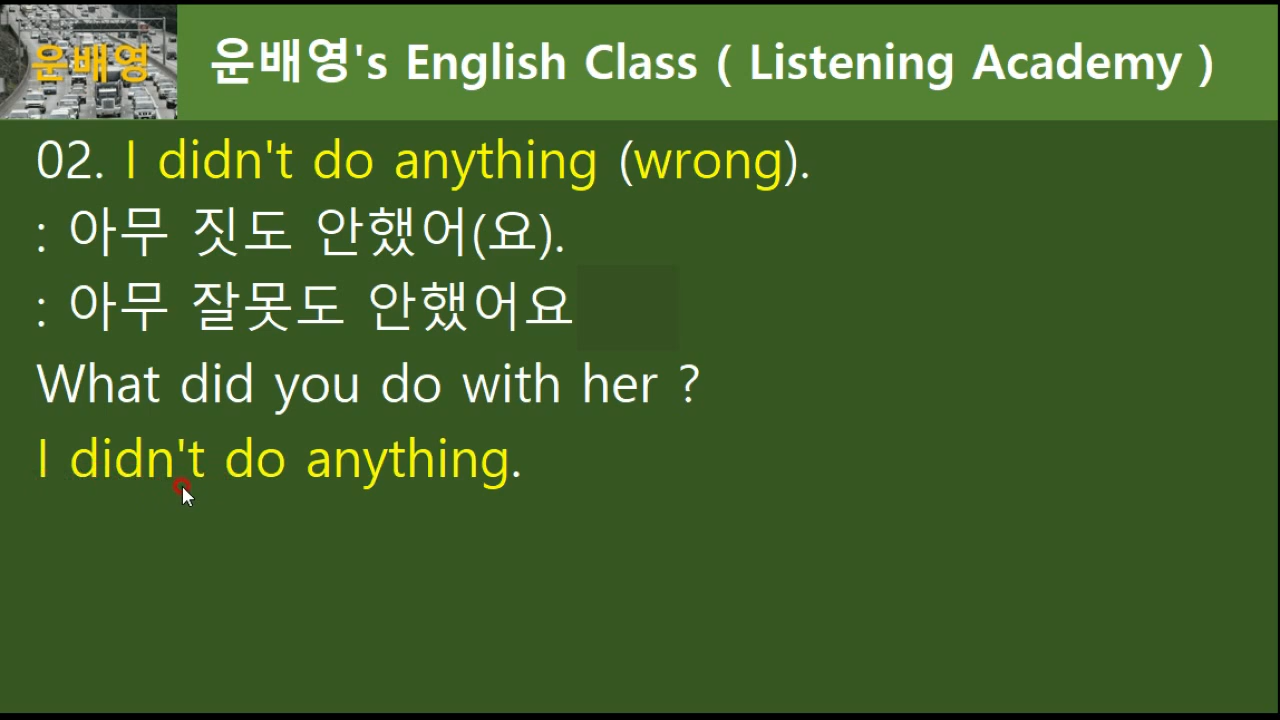 운배영
운배영's English Class ( Listening Academy )
02. I didn't do anything (wrong).
: 아무 짓도 안했어(요).
: 아무 잘못도 안했어요
What did you do with her ?
I didn't do anything.